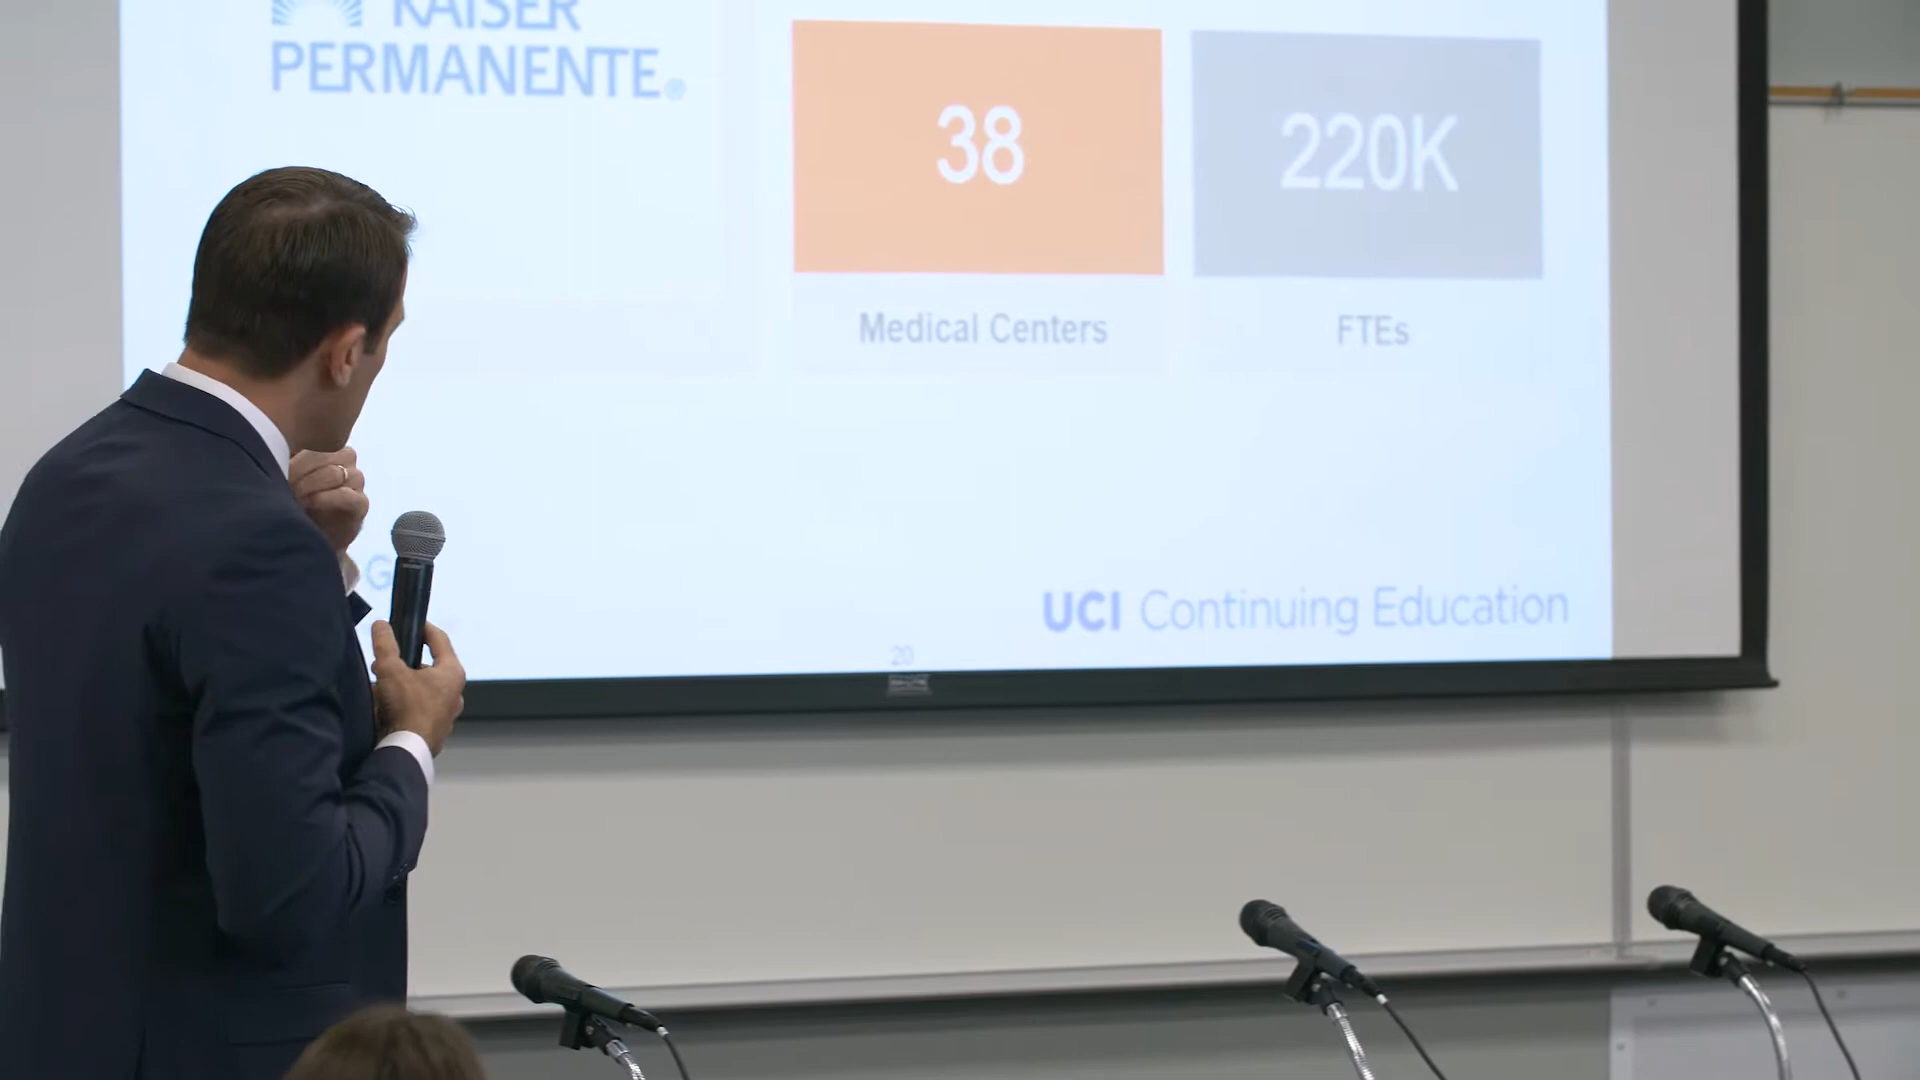 KAISER
PERMANENTE®
38
220K
Medical Centers
FTEs
G
UCI Continuing Education
20